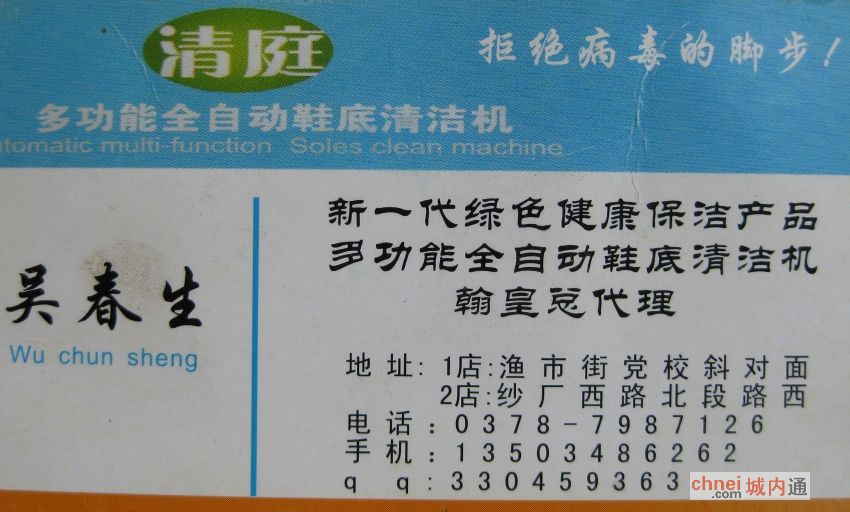 清庭
拒绝病毒的脚步!
多功能全自动鞋底清洁机
tomatic multi-function Soles clean machine
新一代绿色健康保洁产品
多功能全自动鞋底清洁机
翰皇总代理
吴春生
Wu chun sheng
地址: 1店:渔市街党校斜对面
2店:纱厂西路北段路西
电话: 0378-7987126
手机: 13503486262
qq: 330459363
chnei.com 城内通